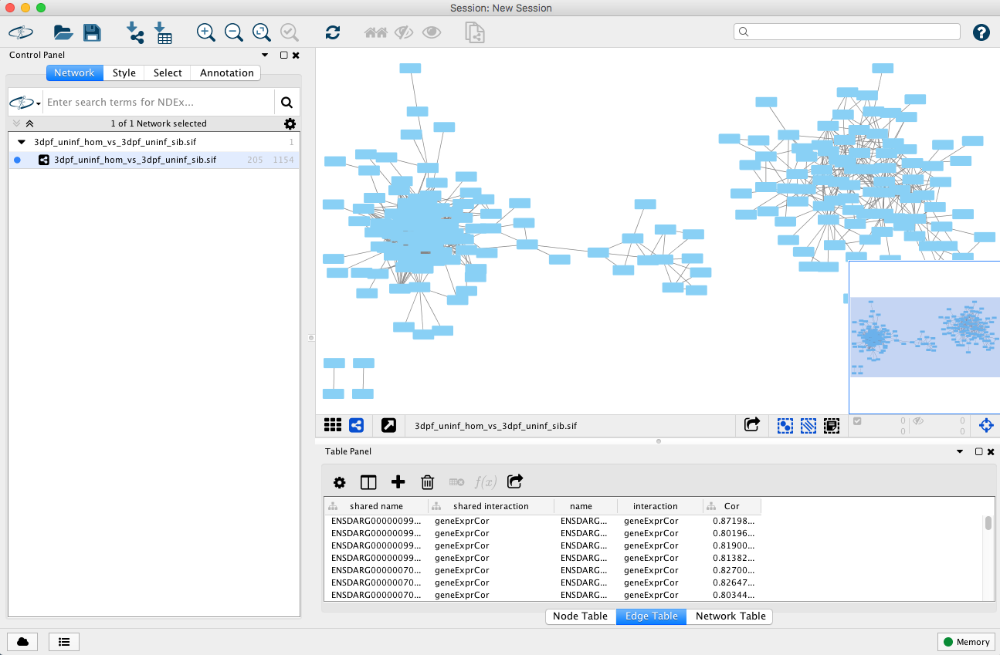 Session: New Session
Control Panel
Network Style Select Annotation
Enter search terms for NDEx...
1 of 1 Network selected
3dpf_uninf_hom_vs_3dpf_uninf_sib.sif 1
3dpf_uninf_hom_vs_3dpf_uninf_sib.sif 205 1154
3dpf_uninf_hom_vs_3dpf_uninf_sib.sif
0 0
0 0
Table Panel
f(x)
shared name shared interaction name interaction Cor
ENSDARG00000099... geneExprCor ENSDARG... geneExprCor 0.87198...
ENSDARG00000099... geneExprCor ENSDARG... geneExprCor 0.80196...
ENSDARG00000099... geneExprCor ENSDARG... geneExprCor 0.81900...
ENSDARG00000099... geneExprCor ENSDARG... geneExprCor 0.81382...
ENSDARG00000070... geneExprCor ENSDARG... geneExprCor 0.82700...
ENSDARG00000070... geneExprCor ENSDARG... geneExprCor 0.82647...
ENSDARG00000070... geneExprCor ENSDARG... geneExprCor 0.80344...
Node Table Edge Table Network Table
Memory